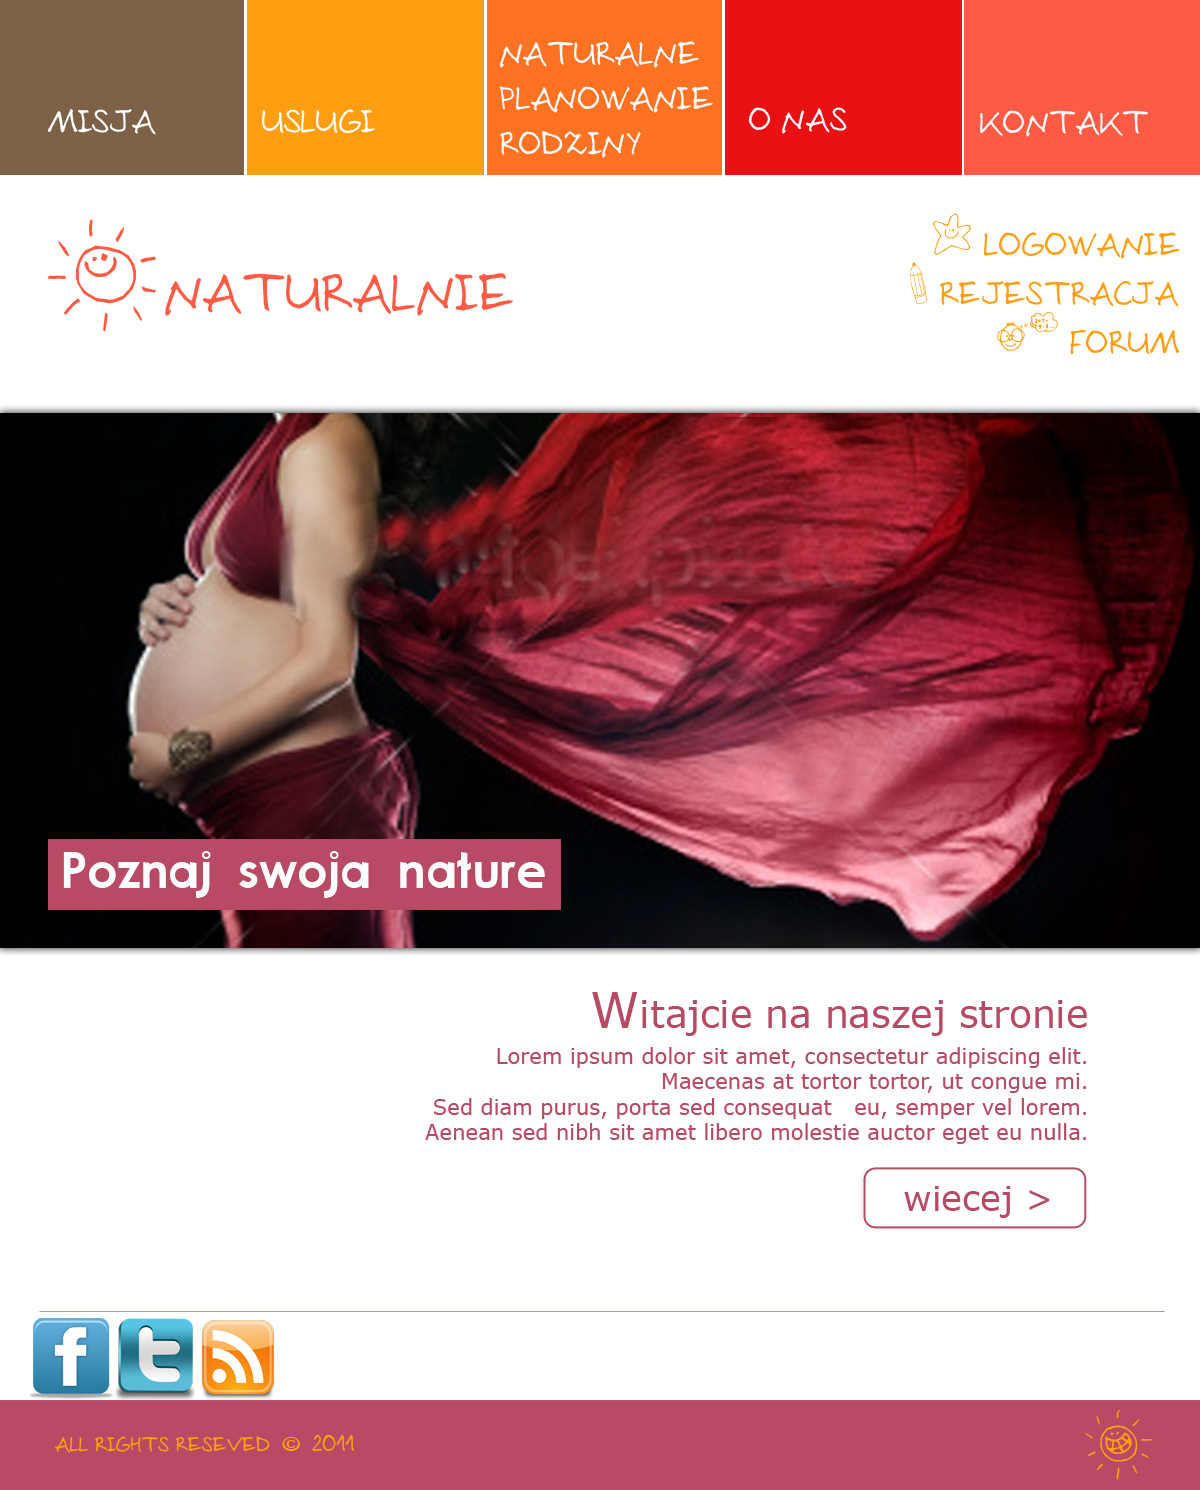 MISJA
USLUGI
NATURALNE
PLANOWANIE
RODZINY
O NAS
KONTAKT
NATURALNIE
LOGOWANIE
REJESTRACJA
FORUM
Poznaj swoja nature
Witajcie na naszej stronie
Lorem ipsum dolor sit amet, consectetur adipiscing elit.
Maecenas at tortor tortor, ut congue mi.
Sed diam purus, porta sed consequat eu, semper vel lorem.
Aenean sed nibh sit amet libero molestie auctor eget eu nulla.
wiecej >
ALL RIGHTS RESEVED © 2011